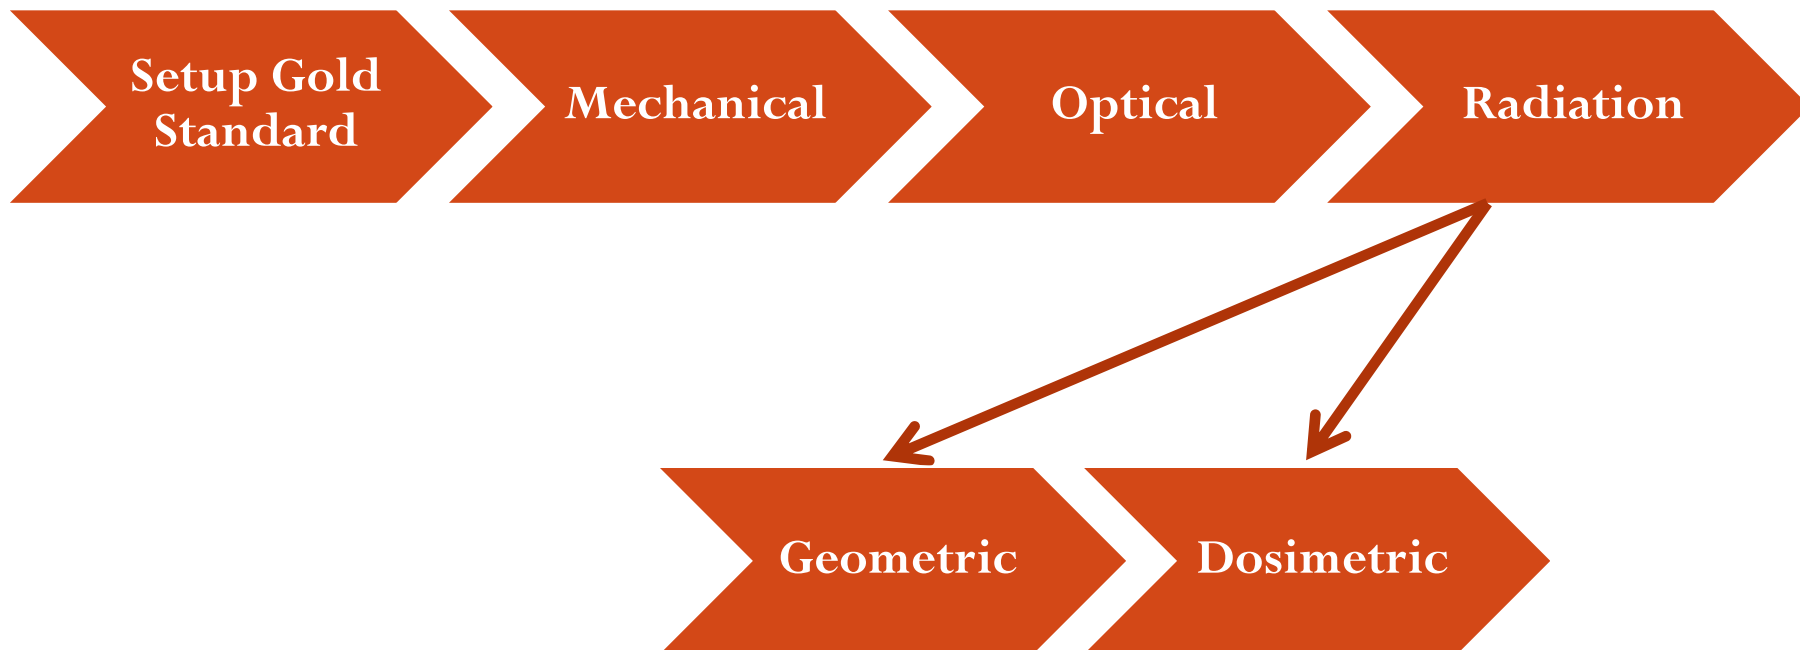 Setup Gold
Standard
Mechanical
Optical
Radiation
Geometric
Dosimetric